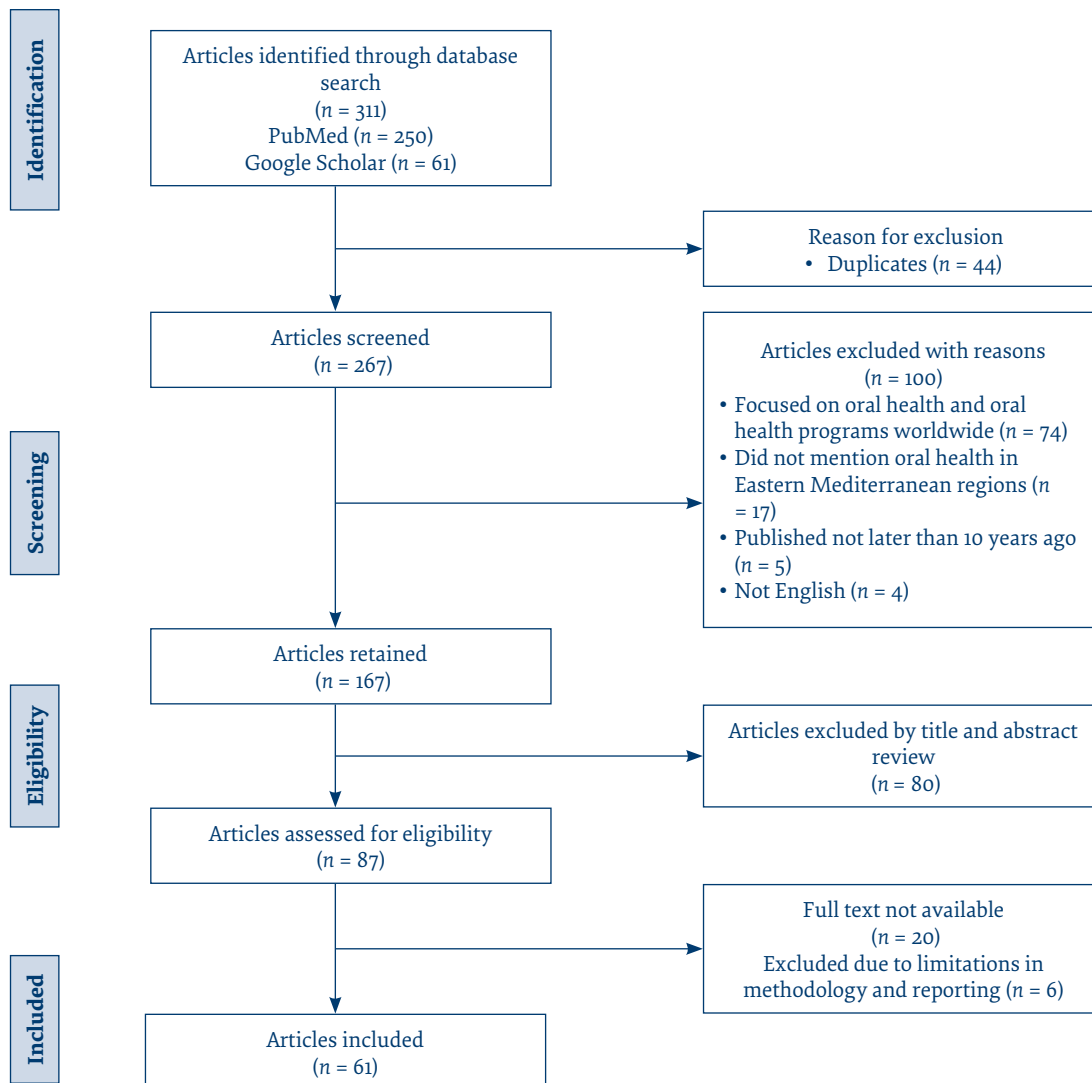 Identification
Articles identified through database
search
(n = 311)
PubMed (n = 250)
Google Scholar (n = 61)
Reason for exclusion
• Duplicates (n = 44)
Articles screened
(n = 267)
Screening
Articles excluded with reasons
(n = 100)
• Focused on oral health and oral
health programs worldwide (n = 74)
• Did not mention oral health in
Eastern Mediterranean regions (n
= 17)
• Published not later than 10 years ago
(n = 5)
• Not English (n = 4)
Articles retained
(n = 167)
Eligibility
Articles excluded by title and abstract
review
(n = 80)
Articles assessed for eligibility
(n = 87)
Full text not available
(n = 20)
Excluded due to limitations in
methodology and reporting (n = 6)
Included
Articles included
(n = 61)